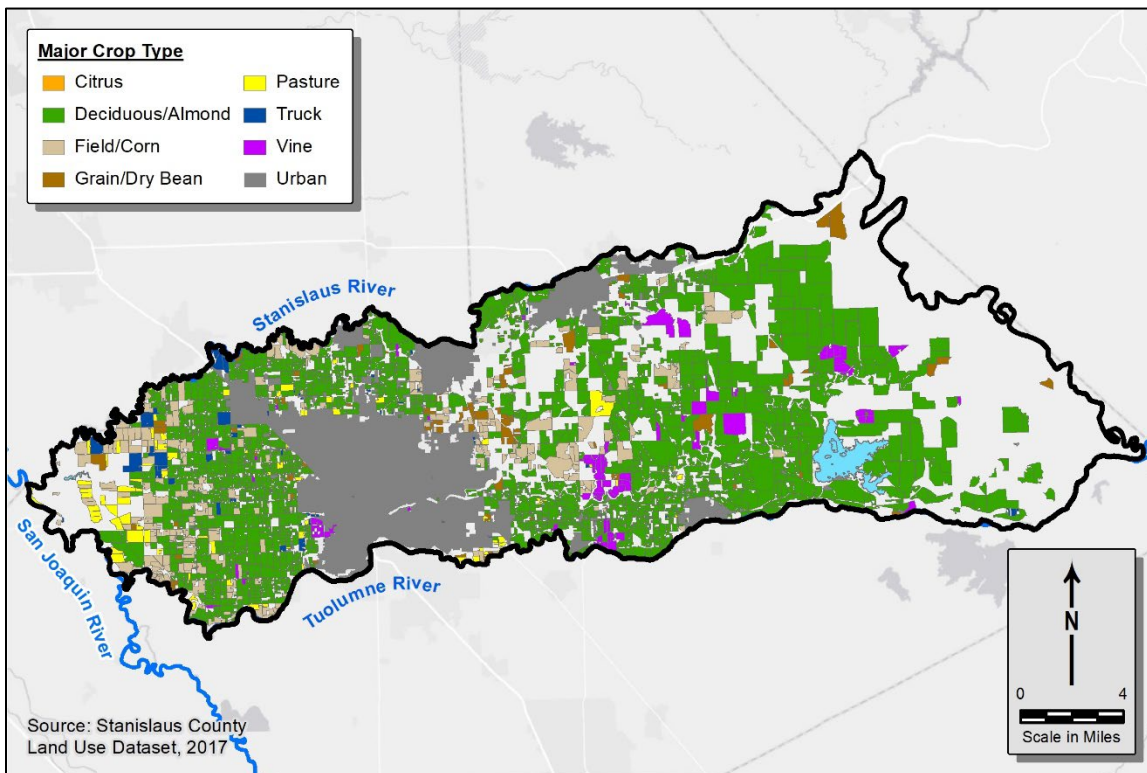 Major Crop Type
Citrus
Deciduous/Almond
Field/Corn
Grain/Dry Bean
Pasture
Truck
Vine
Urban
Stanislaus River
San Joaquin River
Tuolumne River
N
0 4
Scale in Miles
Source: Stanislaus County
Land Use Dataset, 2017